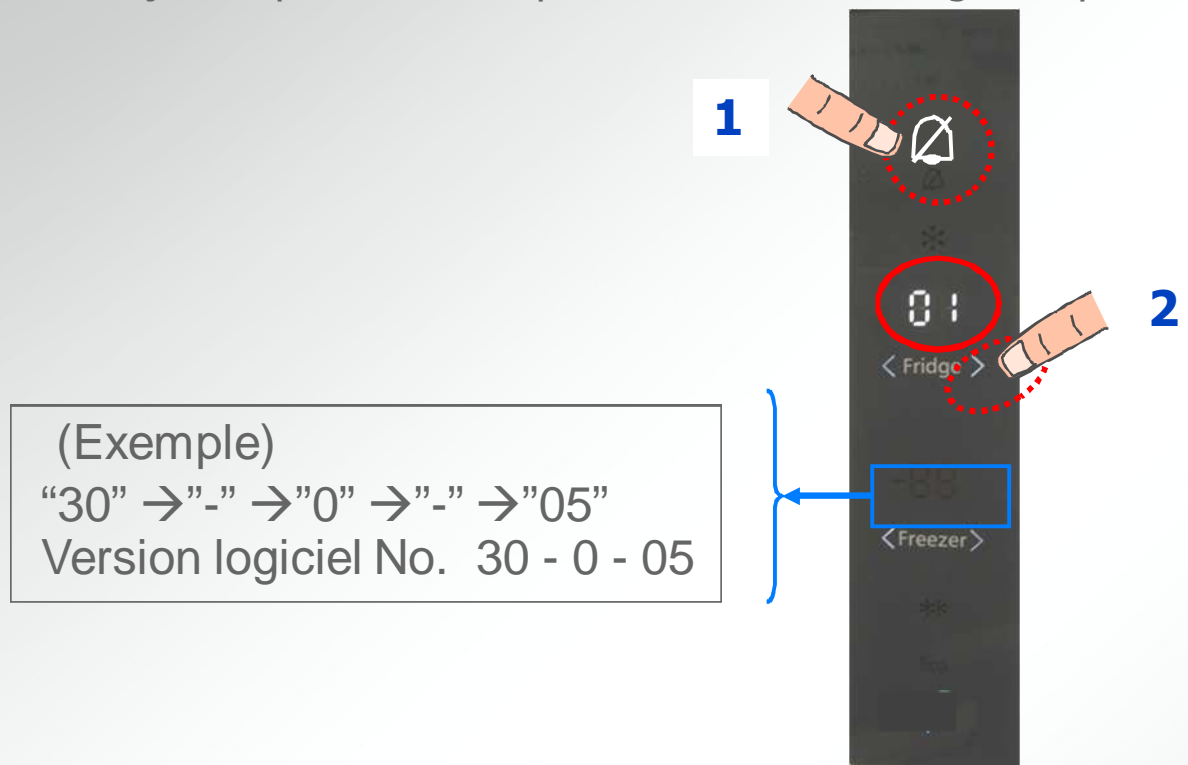 1
01
2
< Fridge >
(Exemple)
“30” →"-" →”0” →”-” →”05”
Version logiciel No. 30 - 0 - 05
-88
<Freezer>